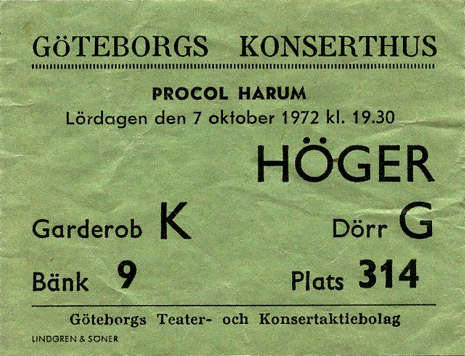 GÖTEBORGS KONSERTHUS
PROCOL HARUM
Lördagen den 7 oktober 1972 kl. 19.30
HÖGER
Garderob K Dörr G
Bänk 9 Plats 314
Göteborgs Teater- och Konsertaktiebolag
LINDGREN & SÖNER